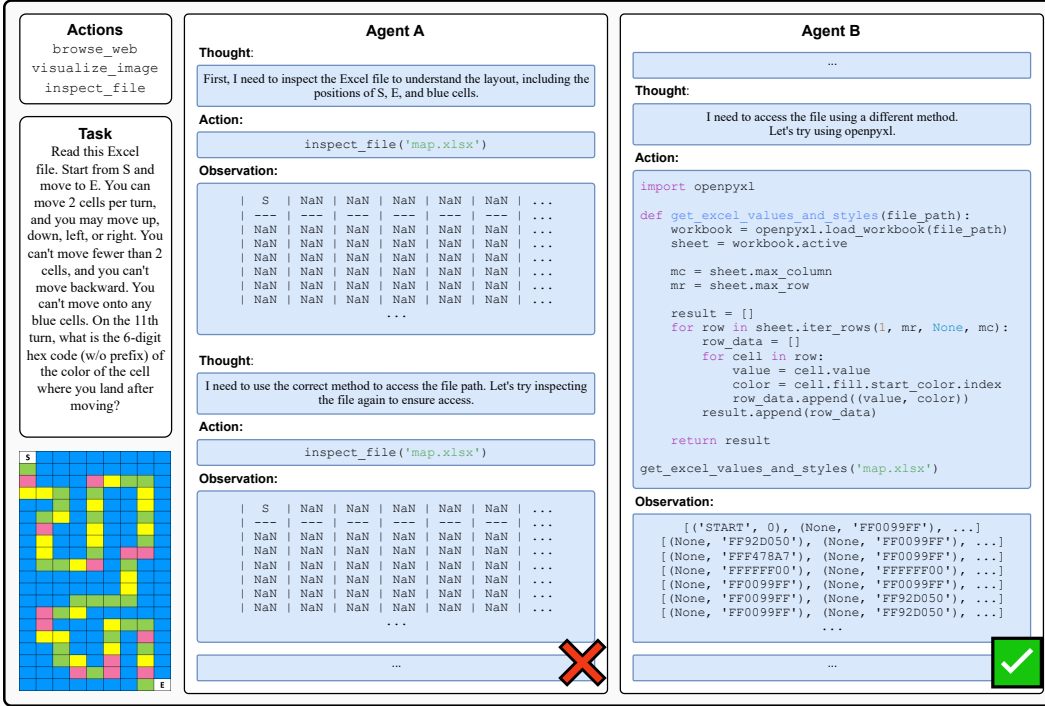 Actions
browse_web
visualize_image
inspect_file
Task
Read this Excel
file. Start from S and
move to E. You can
move 2 cells per turn,
and you may move up,
down, left, or right. You
can't move fewer than 2
cells, and you can't
move backward. You
can't move onto any
blue cells. On the 11th
turn, what is the 6-digit
hex code (w/o prefix) of
the color of the cell
where you land after
moving?
S
E
Agent A
Thought:
First, I need to inspect the Excel file to understand the layout, including the
positions of S, E, and blue cells.
Action:
inspect_file('map.xlsx')
Observation:
| S | NaN | NaN | NaN | NaN | NaN | ...
| --- | --- | --- | --- | --- | --- | ...
| NaN | NaN | NaN | NaN | NaN | NaN | ...
| NaN | NaN | NaN | NaN | NaN | NaN | ...
| NaN | NaN | NaN | NaN | NaN | NaN | ...
| NaN | NaN | NaN | NaN | NaN | NaN | ...
| NaN | NaN | NaN | NaN | NaN | NaN | ...
| NaN | NaN | NaN | NaN | NaN | NaN | ...
...
Thought:
I need to use the correct method to access the file path. Let's try inspecting
the file again to ensure access.
Action:
inspect_file('map.xlsx')
Observation:
| S | NaN | NaN | NaN | NaN | NaN | ...
| --- | --- | --- | --- | --- | --- | ...
| NaN | NaN | NaN | NaN | NaN | NaN | ...
| NaN | NaN | NaN | NaN | NaN | NaN | ...
| NaN | NaN | NaN | NaN | NaN | NaN | ...
| NaN | NaN | NaN | NaN | NaN | NaN | ...
| NaN | NaN | NaN | NaN | NaN | NaN | ...
| NaN | NaN | NaN | NaN | NaN | NaN | ...
...
...
Agent B
...
Thought:
I need to access the file using a different method.
Let's try using openpyxl.
Action:
import openpyxl
def get_excel_values_and_styles(file_path):
workbook = openpyxl.load_workbook(file_path)
sheet = workbook.active
mc = sheet.max_column
mr = sheet.max_row
result = []
for row in sheet.iter_rows(1, mr, None, mc):
row_data = []
for cell in row:
value = cell.value
color = cell.fill.start_color.index
row_data.append((value, color))
result.append(row_data)
return result
get_excel_values_and_styles('map.xlsx')
Observation:
[('START', 0), (None, 'FF0099FF'), ...]
[(None, 'FF92D050'), (None, 'FF0099FF'), ...]
[(None, 'FFF478A7'), (None, 'FF0099FF'), ...]
[(None, 'FFFFFF00'), (None, 'FFFFFF00'), ...]
[(None, 'FF0099FF'), (None, 'FF0099FF'), ...]
[(None, 'FF0099FF'), (None, 'FF92D050'), ...]
[(None, 'FF0099FF'), (None, 'FF92D050'), ...]
...
...